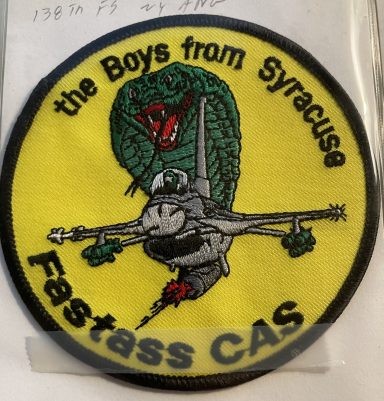 138th FS NY ANG
the Boys from Syracuse
Fastass CAS